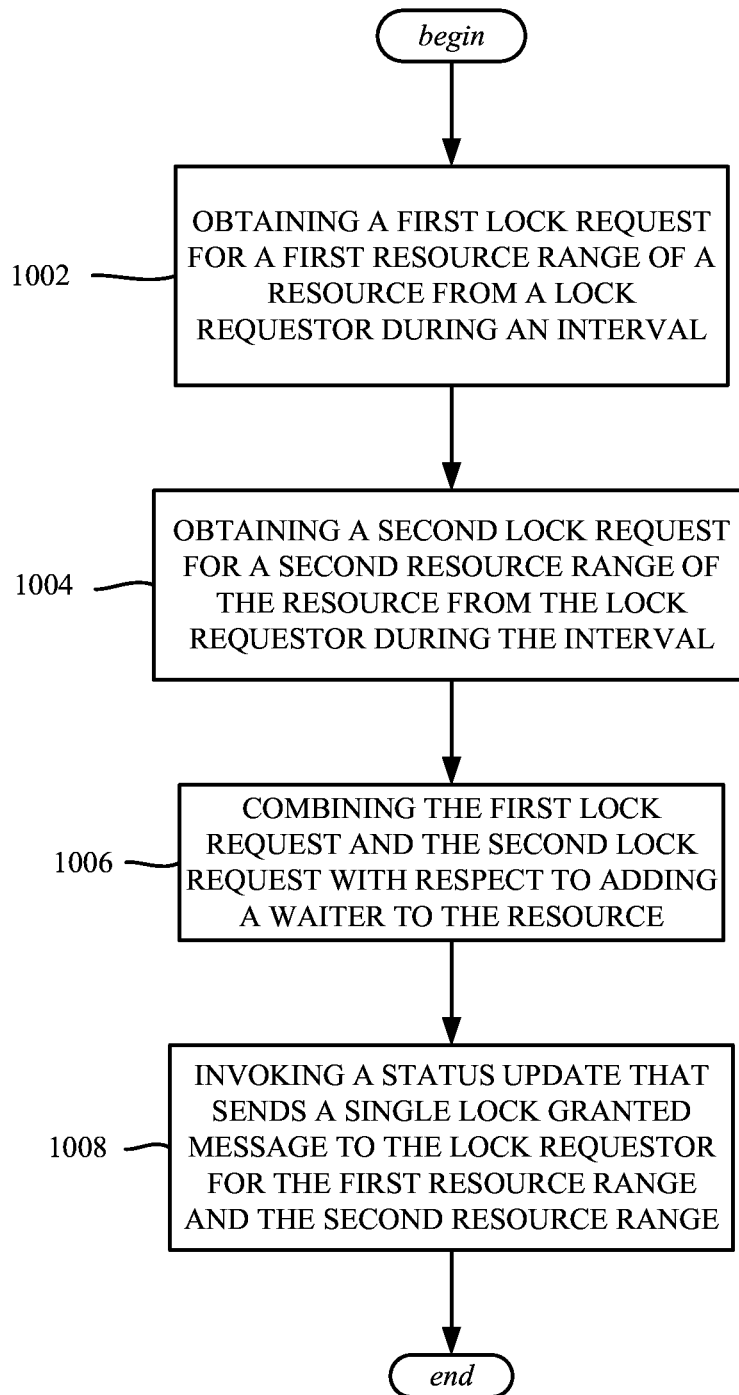 begin
OBTAINING A FIRST LOCK REQUEST
FOR A FIRST RESOURCE RANGE OF A
RESOURCE FROM A LOCK
REQUESTOR DURING AN INTERVAL
1002
OBTAINING A SECOND LOCK REQUEST
FOR A SECOND RESOURCE RANGE OF
THE RESOURCE FROM THE LOCK
REQUESTOR DURING THE INTERVAL
1004
COMBINING THE FIRST LOCK
REQUEST AND THE SECOND LOCK
REQUEST WITH RESPECT TO ADDING
A WAITER TO THE RESOURCE
1006
INVOKING A STATUS UPDATE THAT
SENDS A SINGLE LOCK GRANTED
MESSAGE TO THE LOCK REQUESTOR
FOR THE FIRST RESOURCE RANGE
AND THE SECOND RESOURCE RANGE
1008
end